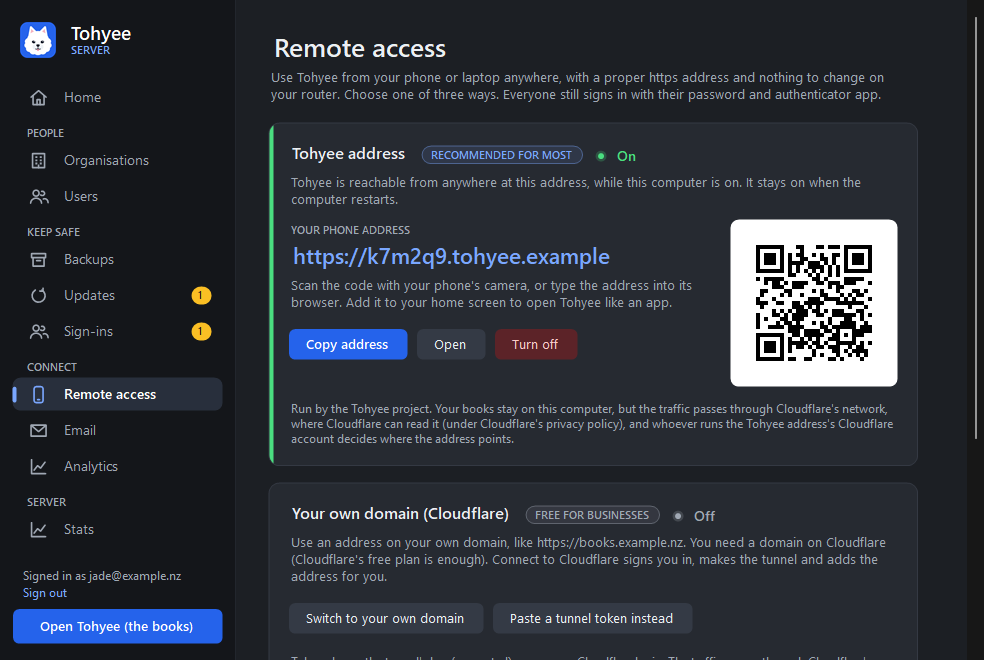 Tohyee
SERVER
Home
PEOPLE
Organisations
Users
KEEP SAFE
Backups
Updates 1
Sign-ins 1
CONNECT
Remote access
Email
Analytics
SERVER
Stats
Signed in as jade@example.nz
Sign out
Open Tohyee (the books)
Remote access
Use Tohyee from your phone or laptop anywhere, with a proper https address and nothing to change on
your router. Choose one of three ways. Everyone still signs in with their password and authenticator app.
Tohyee address RECOMMENDED FOR MOST On
Tohyee is reachable from anywhere at this address, while this computer is on. It stays on when the
computer restarts.
YOUR PHONE ADDRESS
https://k7m2q9.tohyee.example
Scan the code with your phone's camera, or type the address into its
browser. Add it to your home screen to open Tohyee like an app.
Copy address Open Turn off
Run by the Tohyee project. Your books stay on this computer, but the traffic passes through Cloudflare's network,
where Cloudflare can read it (under Cloudflare's privacy policy), and whoever runs the Tohyee address's Cloudflare
account decides where the address points.
Your own domain (Cloudflare) FREE FOR BUSINESSES Off
Use an address on your own domain, like https://books.example.nz. You need a domain on Cloudflare
(Cloudflare's free plan is enough). Connect to Cloudflare signs you in, makes the tunnel and adds the
address for you.
Switch to your own domain Paste a tunnel token instead